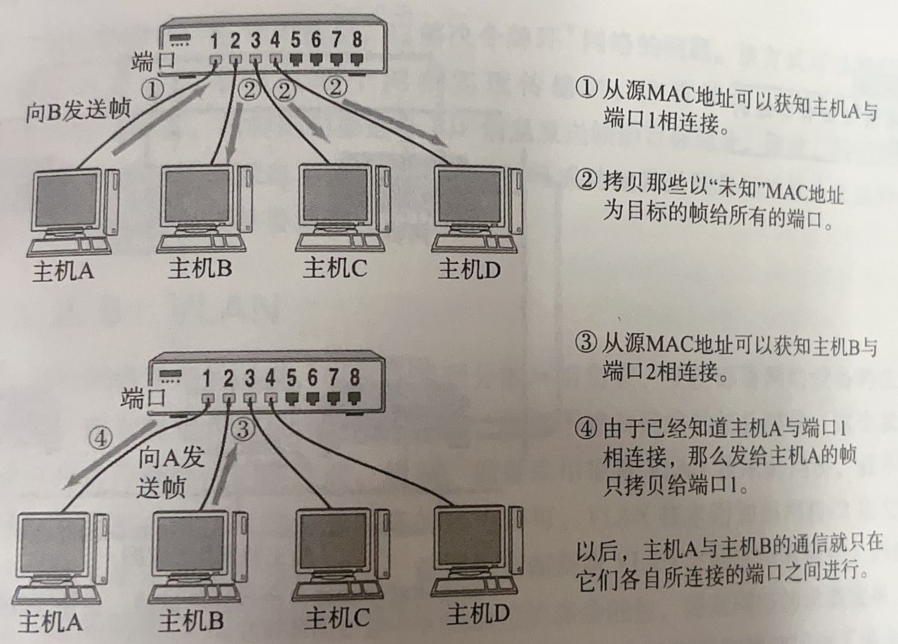 1 2 3 4 5 6 7 8
端口
① ② ② ②
向B发送帧
主机A 主机B 主机C 主机D
①从源MAC地址可以获知主机A与
端口1相连接。
②拷贝那些以“未知”MAC地址
为目标的帧给所有的端口。
1 2 3 4 5 6 7 8
端口
④ ③
向A发
送帧
主机A 主机B 主机C 主机D
③从源MAC地址可以获知主机B与
端口2相连接。
④由于已经知道主机A与端口1
相连接，那么发给主机A的帧
只拷贝给端口1。
以后，主机A与主机B的通信就只在
它们各自所连接的端口之间进行。